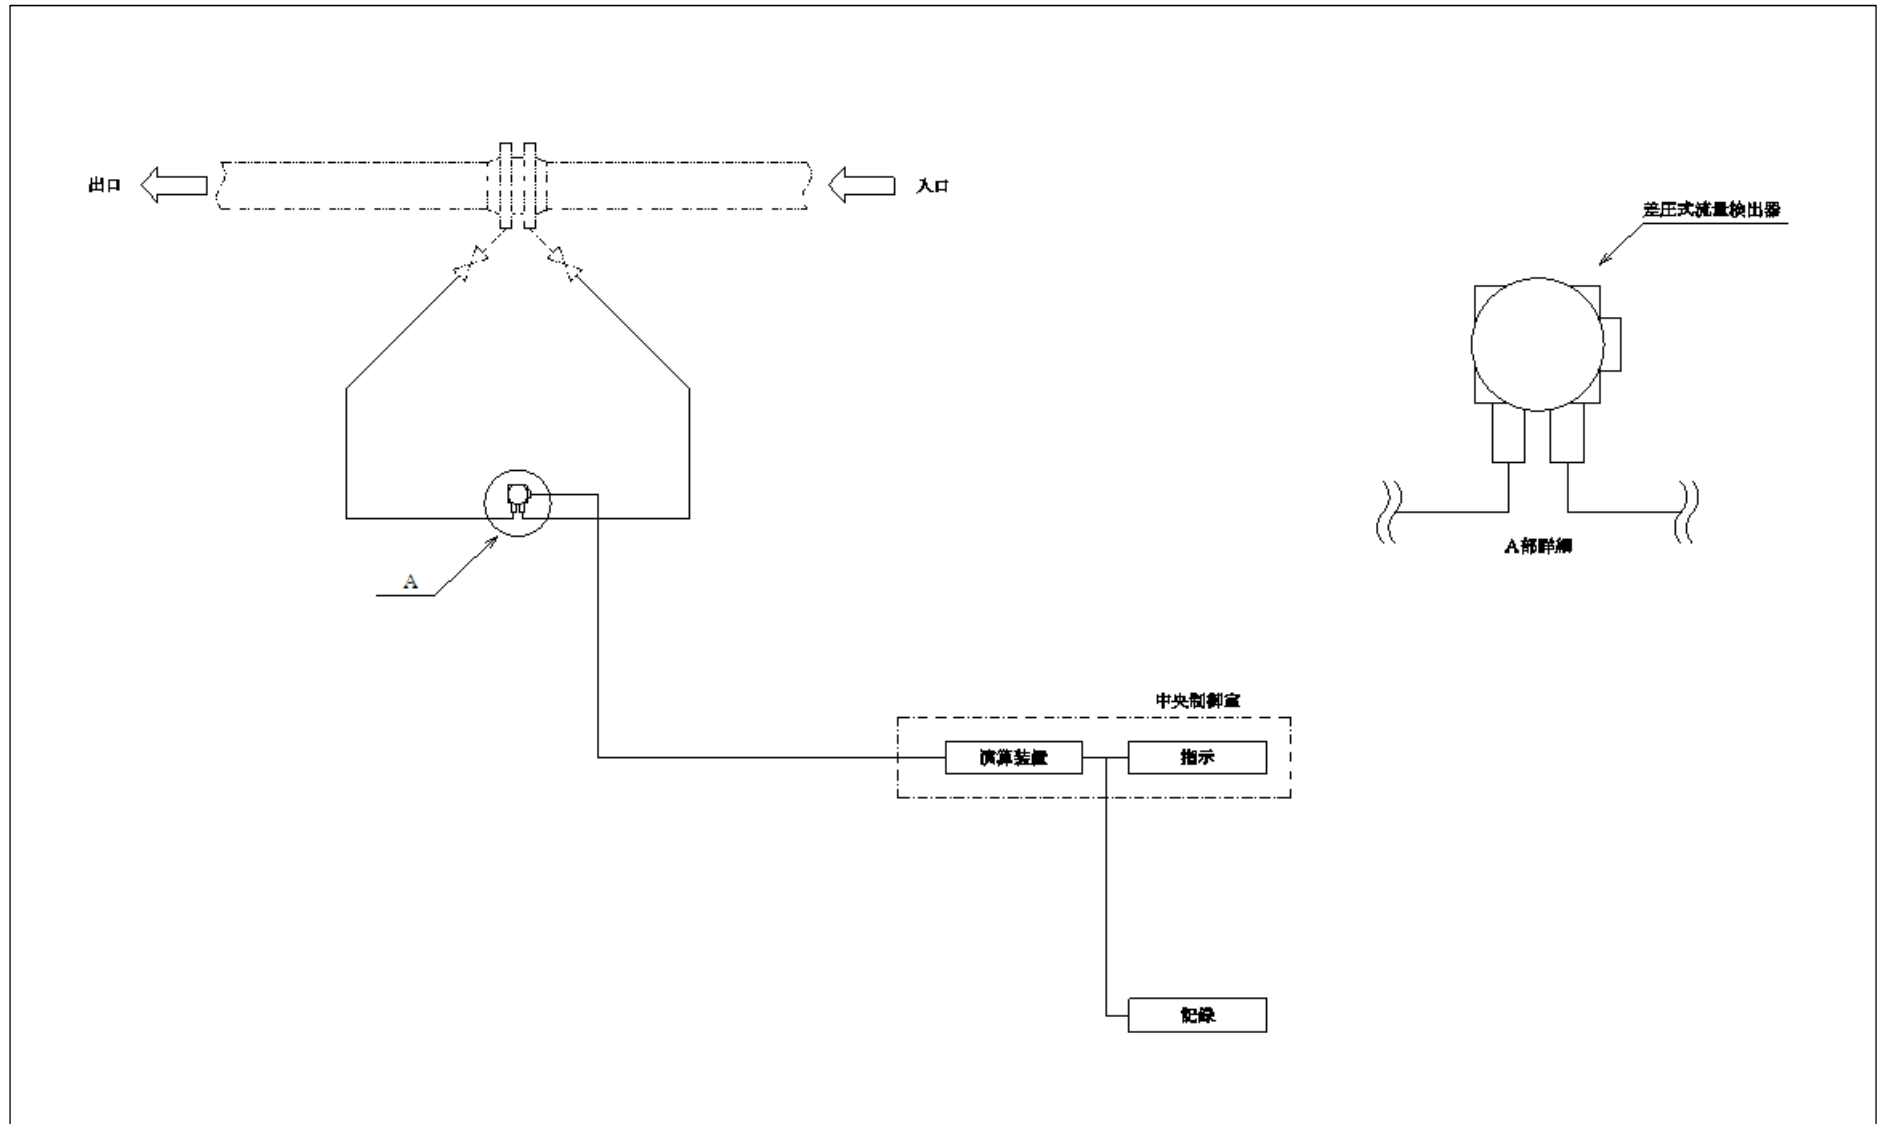 出口
入口
差圧式流量検出器
A部詳細
A
中央制御室
演算装置
指示
記録